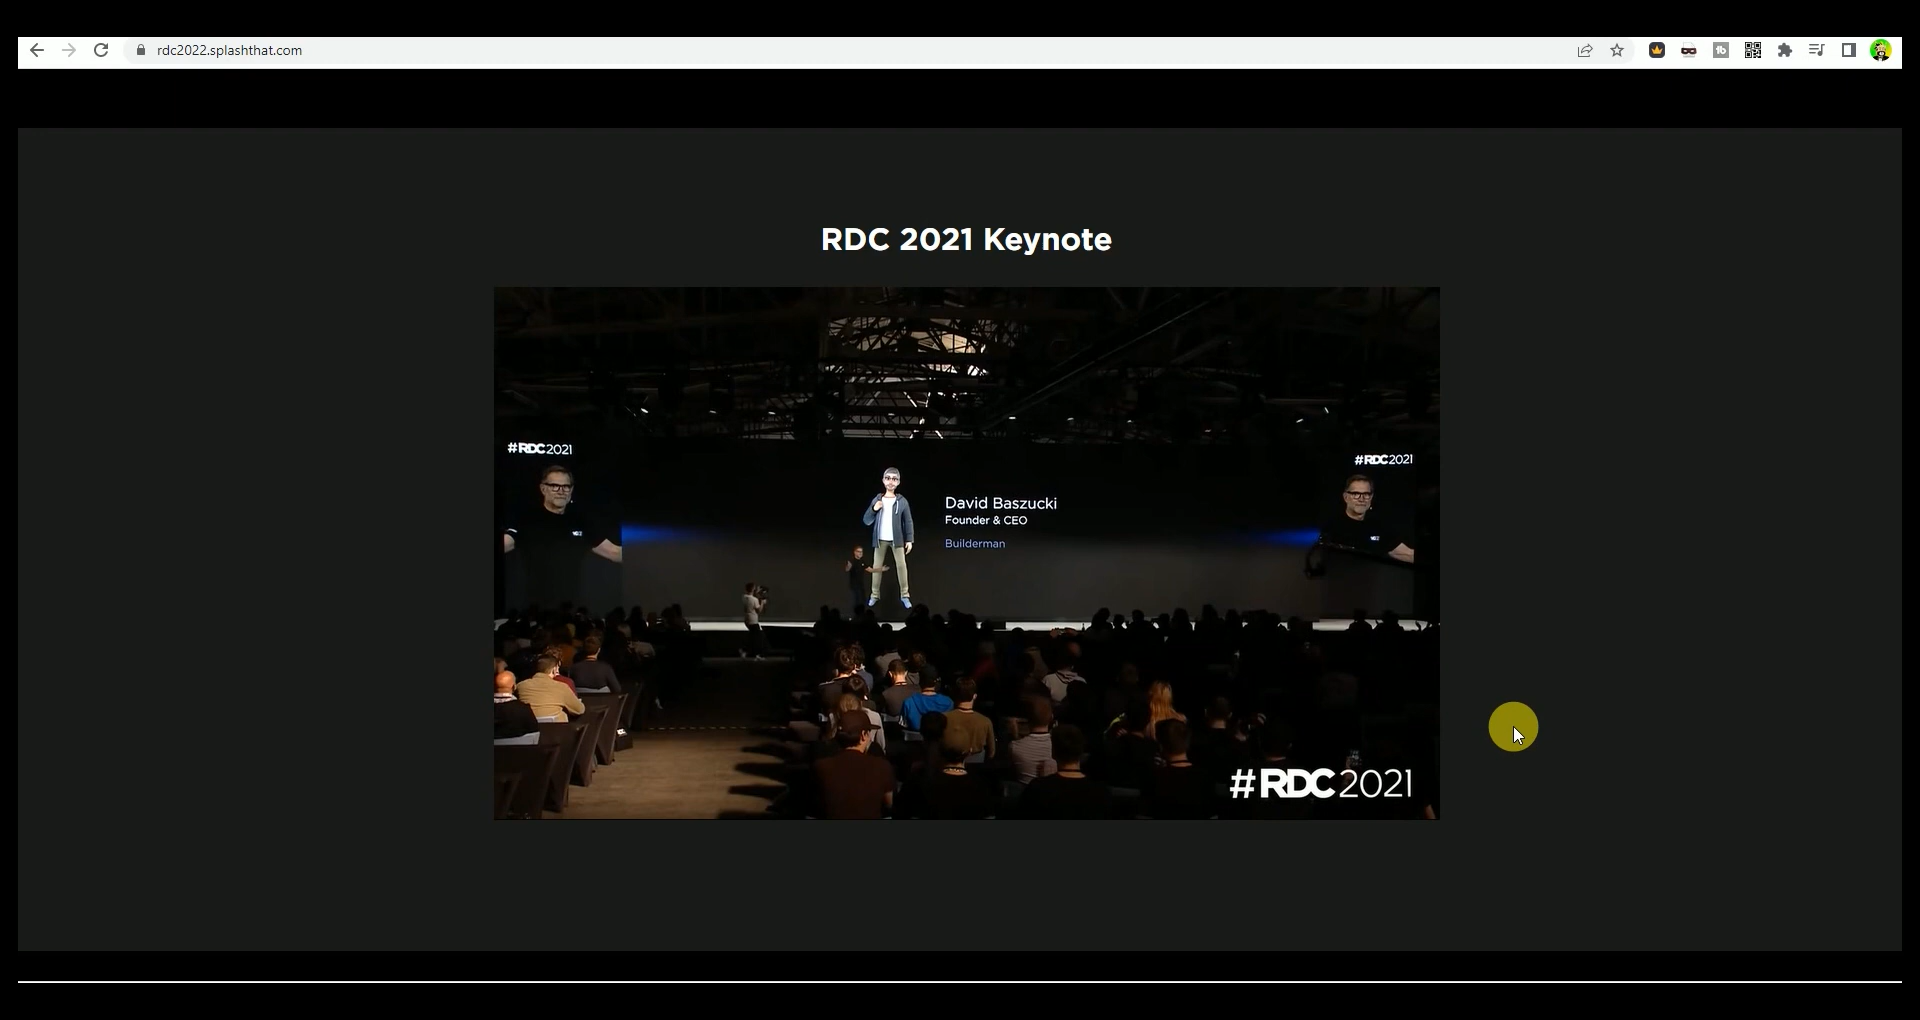 rdc2022.splashthat.com
RDC 2021 Keynote
#RDC2021
#RDC2021
David Baszucki
Founder & CEO
Builderman
#RDC2021